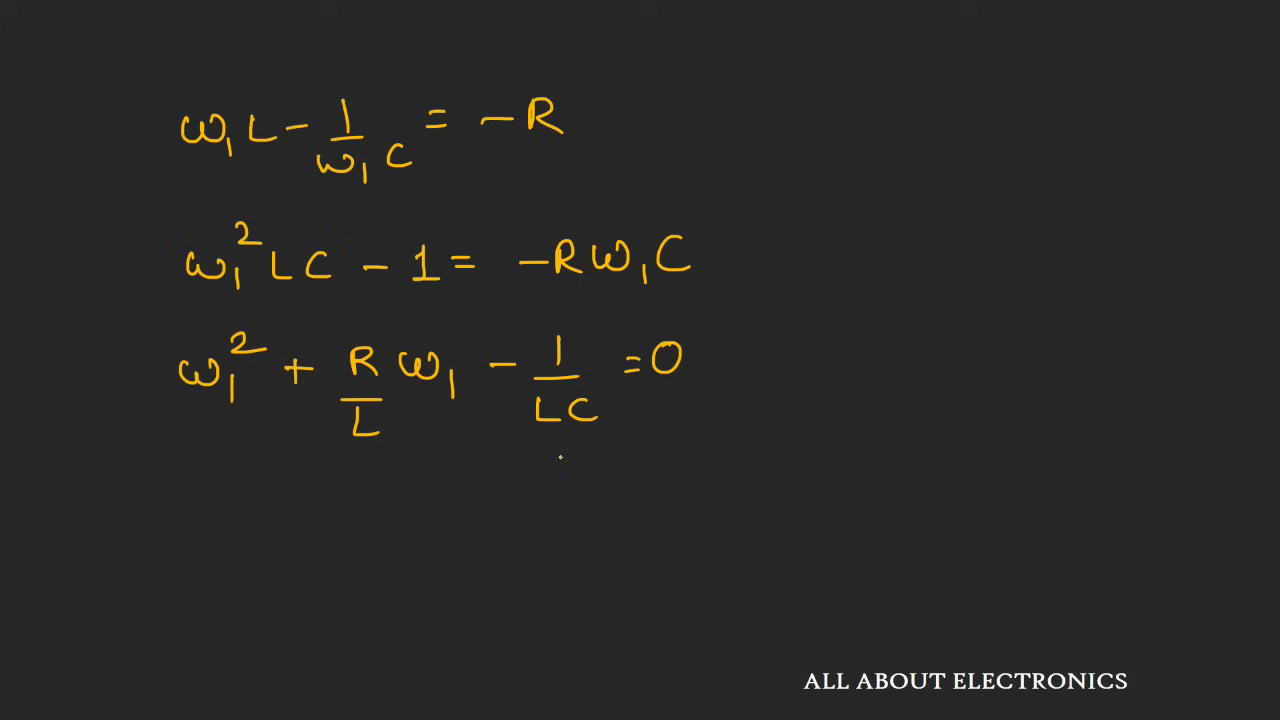 ω₁L - 1/(ω₁C) = -R
ω₁²LC - 1 = -Rω₁C
ω₁² + (R/L)ω₁ - 1/(LC) = 0
ALL ABOUT ELECTRONICS